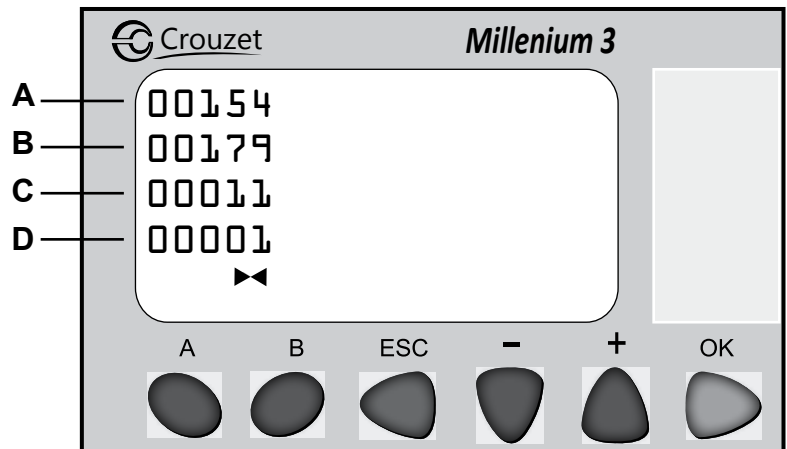 Crouzet Millenium 3
A 00154
B 00179
C 00011
D 00001
A B ESC - + OK